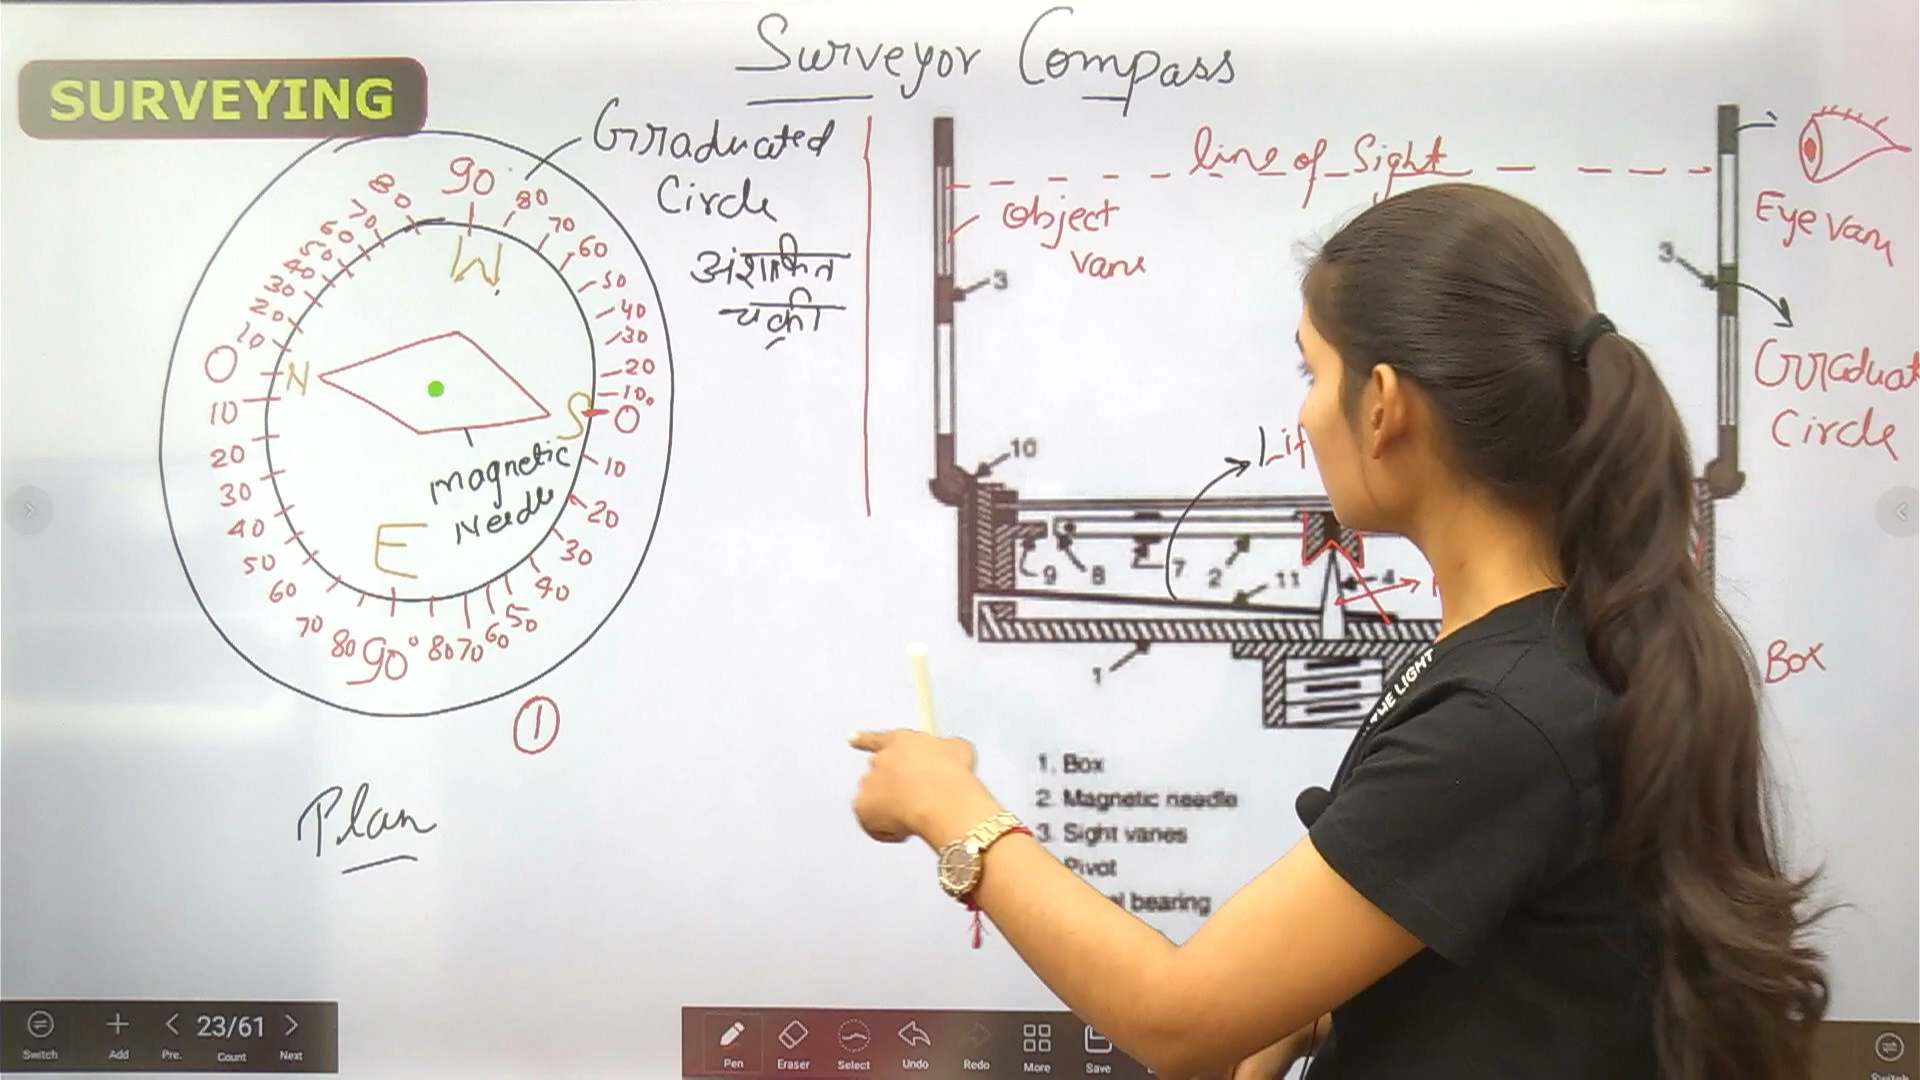 Surveyor Compass
SURVEYING
Graduated
Circle
अंशाकित
चक्री
90
80
70
60
50
40
30
20
10
0
10
20
30
40
50
60
70
80
90°
80
70
60
50
40
30
20
10
0
10
20
30
40
50
60
70
80
W
N
S
E
magnetic
Needle
1
Plan
line of Sight
Object
vane
Eye vane
3
3
Graduat
Circle
10
Lif
9
8
7
2
11
4
1
Box
1. Box
2. Magnetic needle
3. Sight vanes
Pivot
bearing
THE LIGHT
Switch
Add
Pre.
23/61
Count
Next
Pen
Eraser
Select
Undo
Redo
More
Save